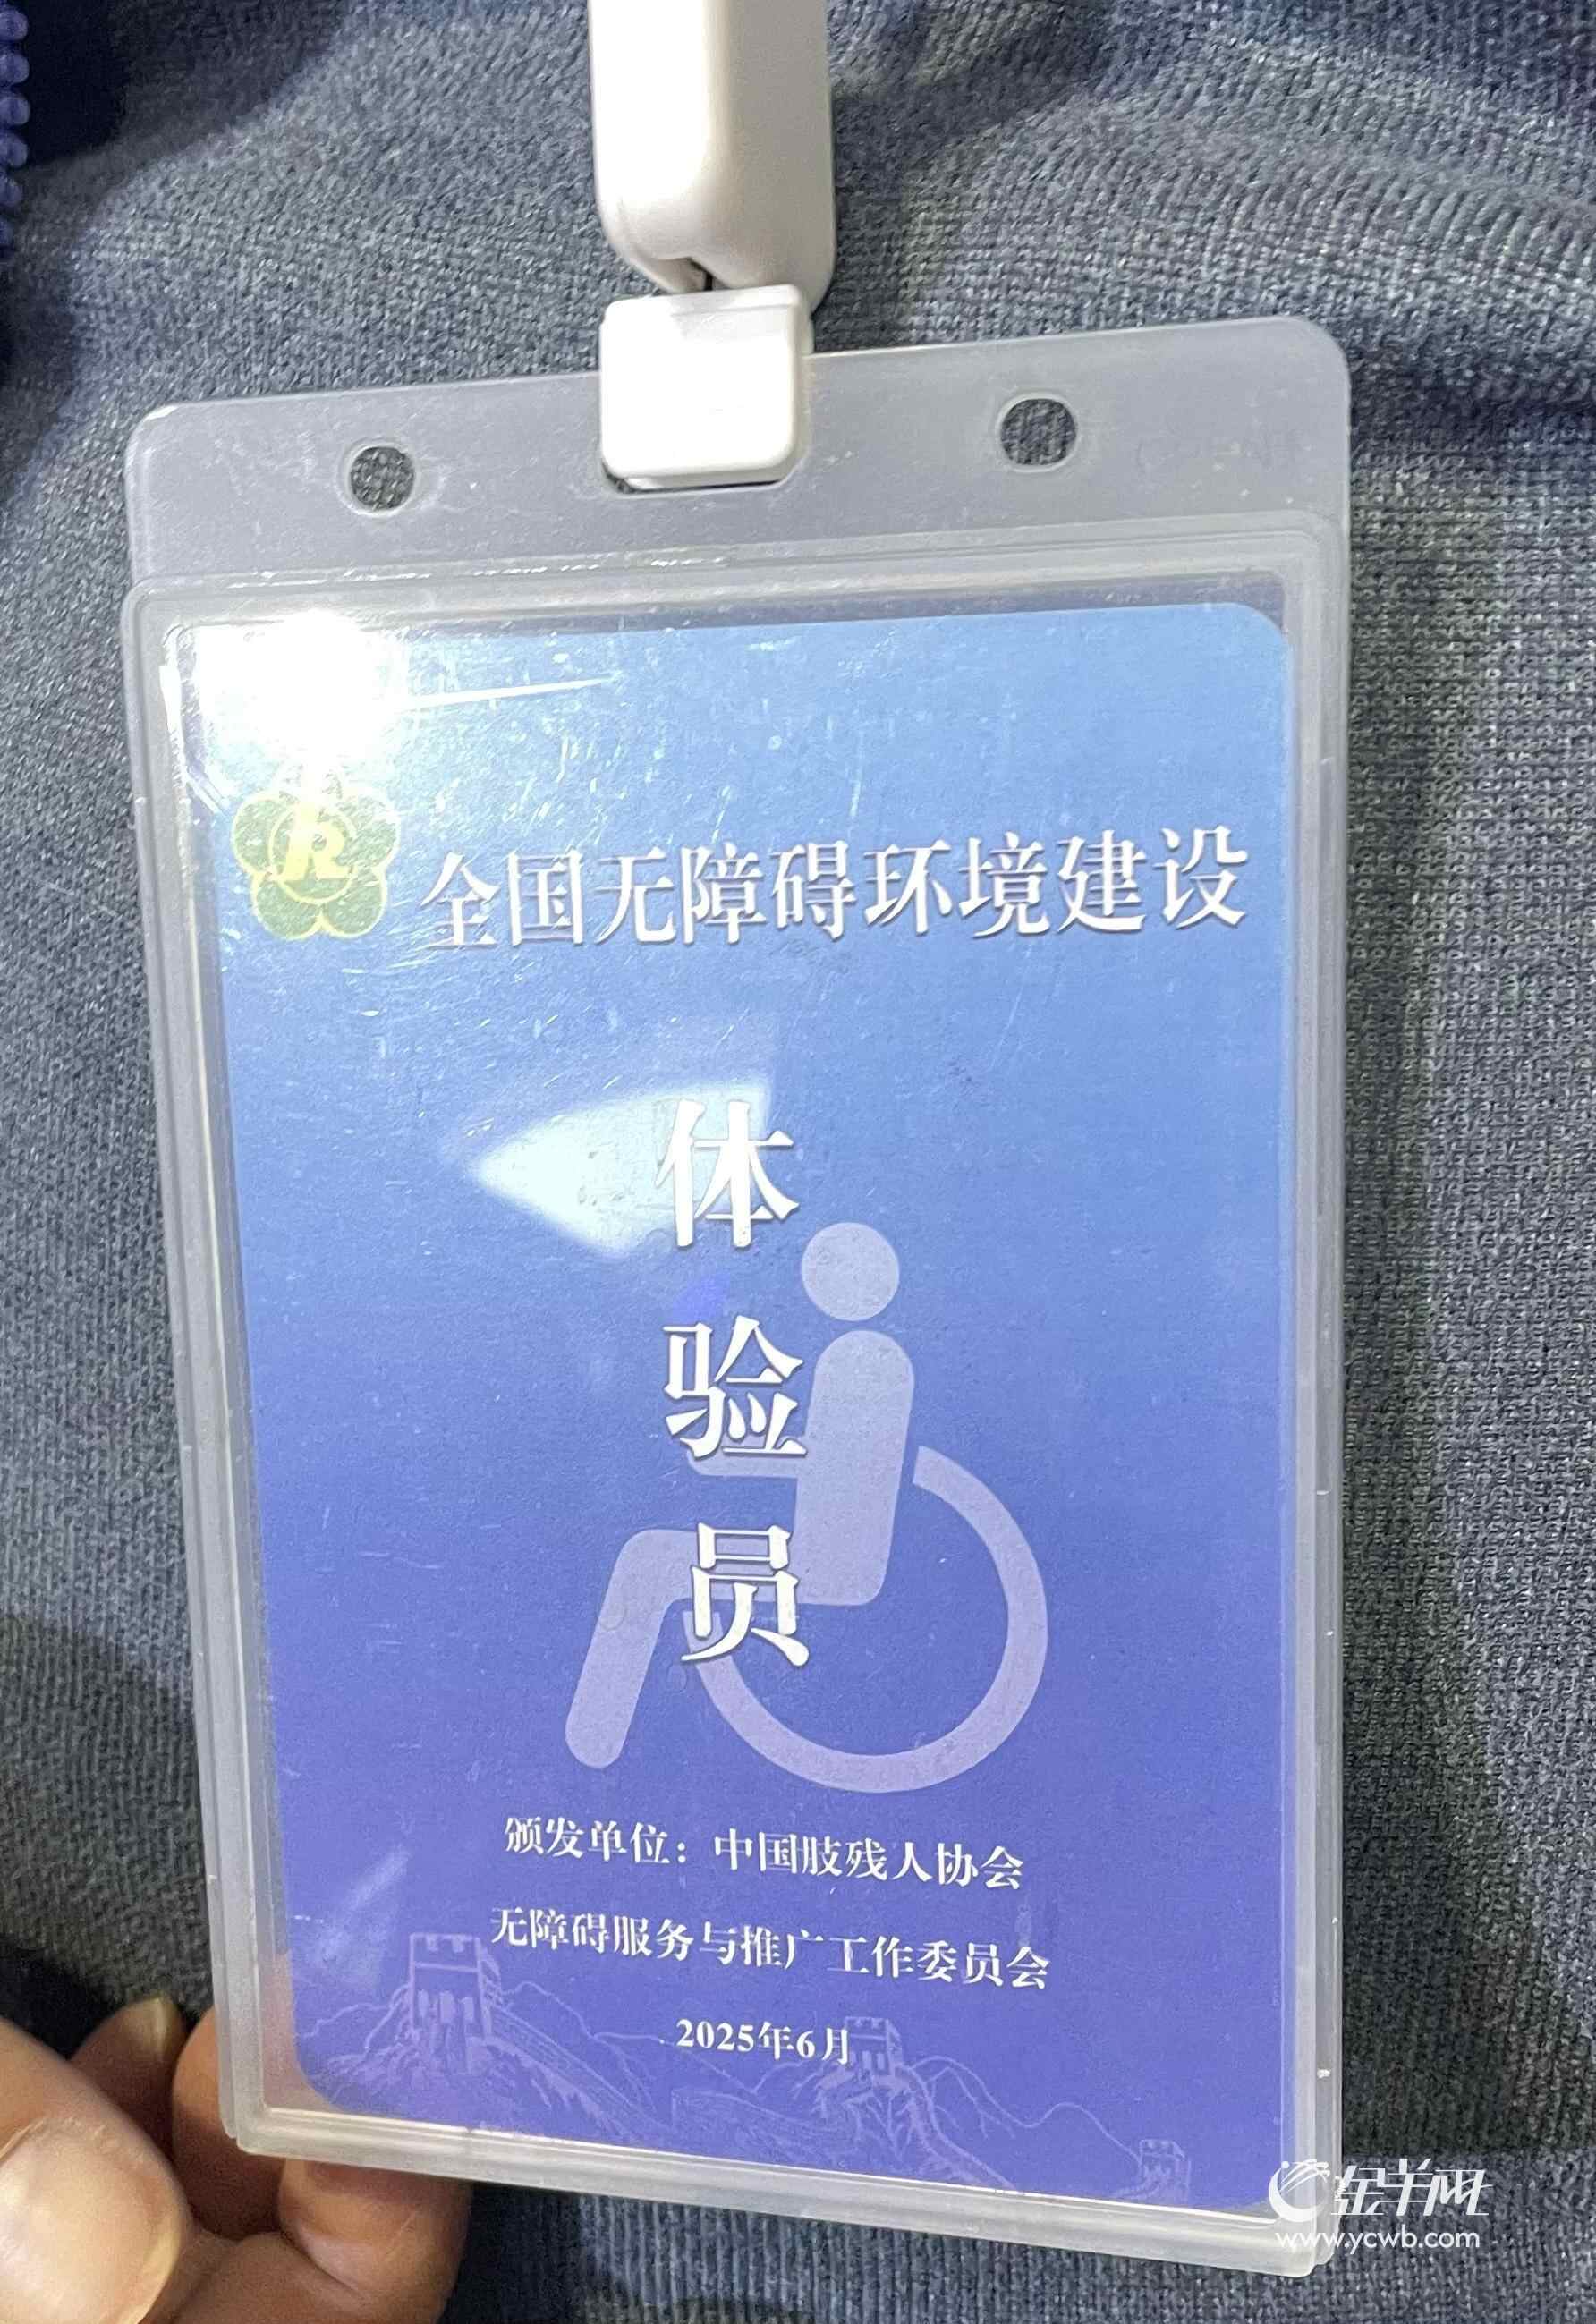 R
全国无障碍环境建设
体
验
员
颁发单位：中国肢残人协会
无障碍服务与推广工作委员会
2025年6月
金羊网
www.ycwb.com